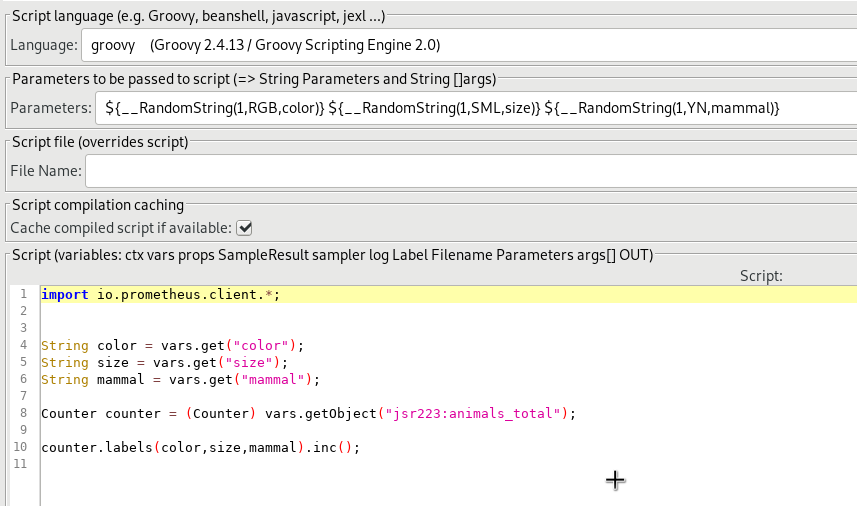 Script language (e.g. Groovy, beanshell, javascript, jexl ...)
Language: groovy (Groovy 2.4.13 / Groovy Scripting Engine 2.0)
Parameters to be passed to script (=> String Parameters and String []args)
Parameters: ${__RandomString(1,RGB,color)} ${__RandomString(1,SML,size)} ${__RandomString(1,YN,mammal)}
Script file (overrides script)
File Name:
Script compilation caching
Cache compiled script if available:
Script (variables: ctx vars props SampleResult sampler log Label Filename Parameters args[] OUT)
Script:
1 import io.prometheus.client.*;
2
3
4 String color = vars.get("color");
5 String size = vars.get("size");
6 String mammal = vars.get("mammal");
7
8 Counter counter = (Counter) vars.getObject("jsr223:animals_total");
9
10 counter.labels(color,size,mammal).inc();
11